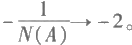 -1/N(A) → -2。